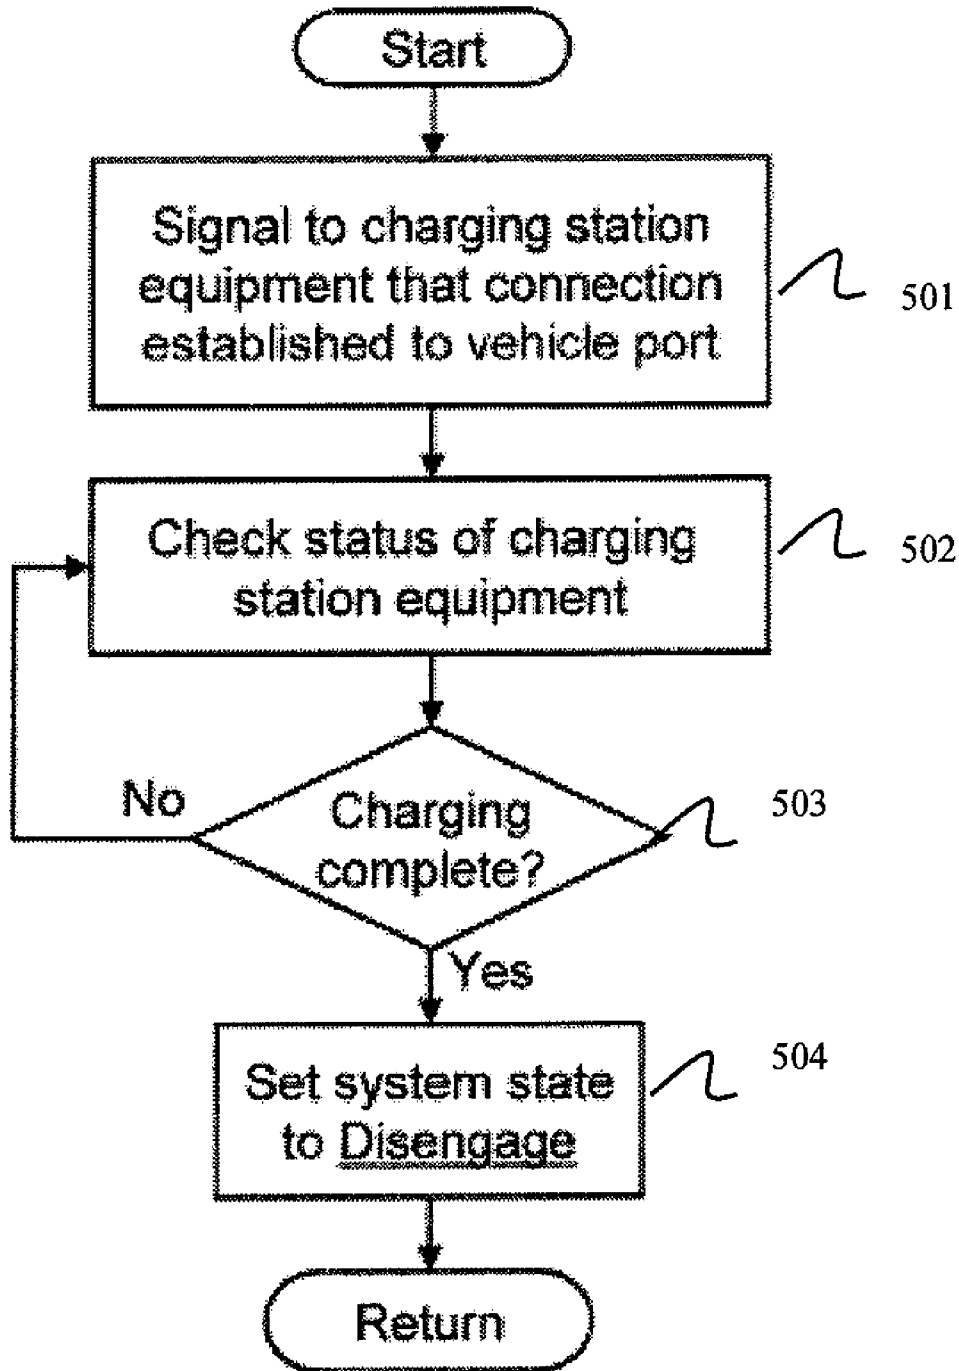 Start
Signal to charging station
equipment that connection
established to vehicle port
501
Check status of charging
station equipment
502
No
Charging
complete?
503
Yes
Set system state
to Disengage
504
Return